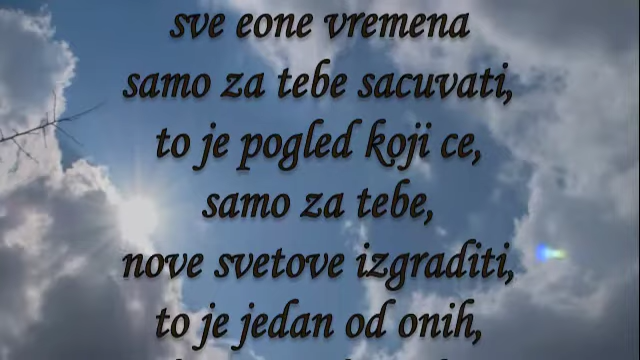 sve eone vremena
samo za tebe sacuvati,
to je pogled koji ce,
samo za tebe,
nove svetove izgraditi,
to je jedan od onih,